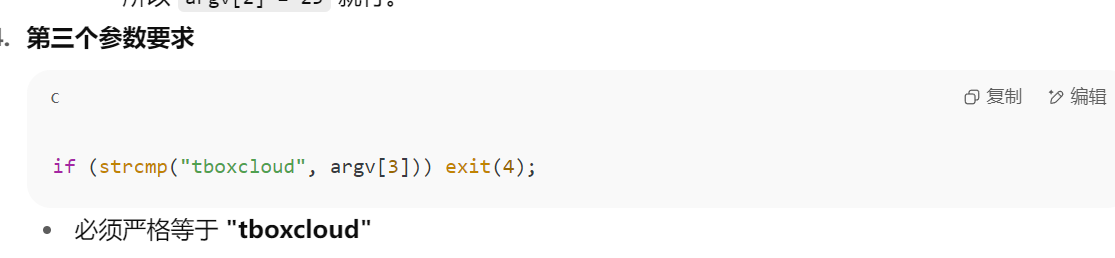 所以 argv[2] = 25 就行。
4. 第三个参数要求
c 复制 编辑
if (strcmp("tboxcloud", argv[3])) exit(4);
• 必须严格等于 "tboxcloud"